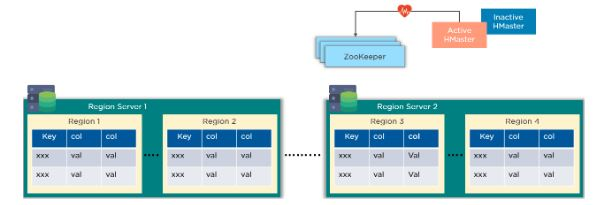 Inactive
HMaster
Active
HMaster
ZooKeeper
Region Server 1
Region Server 2
Region 1
Region 2
Region 3
Region 4
Key col col
Key col col
Key col col
Key col col
xxx val val
xxx val val
xxx Val Val
xxx val val
xxx val val
xxx val val
xxx val Val
xxx val val